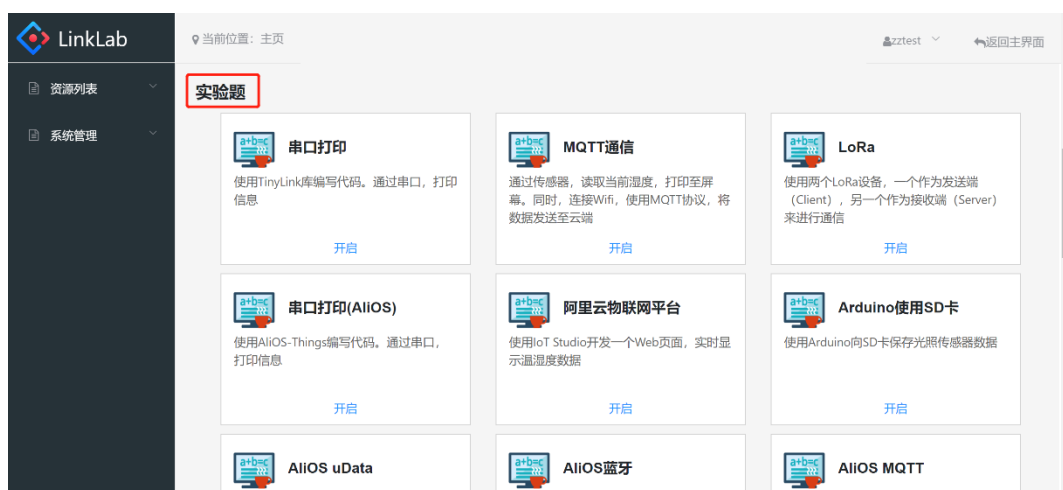 LinkLab
当前位置：主页
zztest
返回主界面
资源列表
系统管理
实验题
a+b=c
串口打印
使用TinyLink库编写代码。通过串口，打印
信息
开启
a+b=c
MQTT通信
通过传感器，读取当前湿度，打印至屏
幕。同时，连接Wifi，使用MQTT协议，将
数据发送至云端
开启
a+b=c
LoRa
使用两个LoRa设备，一个作为发送端
（Client），另一个作为接收端（Server）
来进行通信
开启
a+b=c
串口打印(AliOS)
使用AliOS-Things编写代码。通过串口，
打印信息
开启
a+b=c
阿里云物联网平台
使用IoT Studio开发一个Web页面，实时显
示温湿度数据
开启
a+b=c
Arduino使用SD卡
使用Arduino向SD卡保存光照传感器数据
开启
a+b=c
AliOS uData
a+b=c
AliOS蓝牙
a+b=c
AliOS MQTT